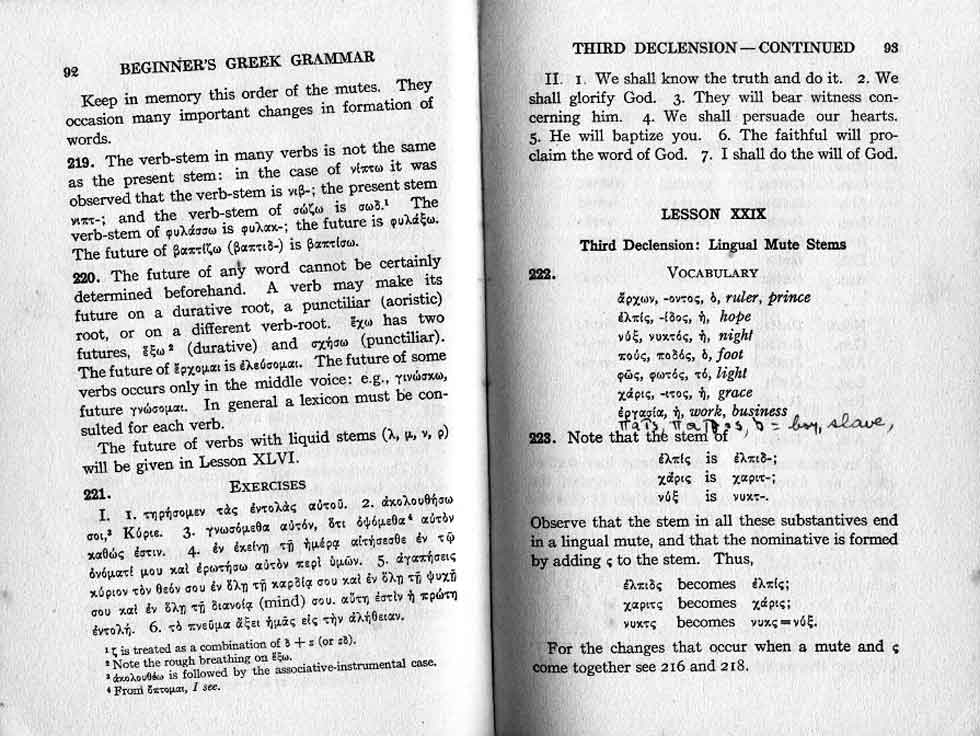 92 BEGINNER'S GREEK GRAMMAR
Keep in memory this order of the mutes. They
occasion many important changes in formation of
words.
219. The verb-stem in many verbs is not the same
as the present stem: in the case of νίπτω it was
observed that the verb-stem is νιβ-; the present stem
νιπτ-; and the verb-stem of σώζω is σωδ.¹ The
verb-stem of φυλάσσω is φυλακ-; the future is φυλάξω.
The future of βαπτίζω (βαπτιδ-) is βαπτίσω.
220. The future of any word cannot be certainly
determined beforehand. A verb may make its
future on a durative root, a punctiliar (aoristic)
root, or on a different verb-root. ἔχω has two
futures, ἕξω² (durative) and σχήσω (punctiliar).
The future of ἔρχομαι is ἐλεύσομαι. The future of some
verbs occurs only in the middle voice: e.g., γινώσκω,
future γνώσομαι. In general a lexicon must be con-
sulted for each verb.
The future of verbs with liquid stems (λ, μ, ν, ρ)
will be given in Lesson XLVI.
221. EXERCISES
I. 1. τηρήσομεν τὰς ἐντολὰς αὐτοῦ. 2. ἀκολουθήσω
σοι,³ Κύριε. 3. γνωσόμεθα αὐτόν, ὅτι ὀψόμεθα⁴ αὐτὸν
καθώς ἐστιν. 4. ἐν ἐκείνῃ τῇ ἡμέρᾳ αἰτήσεσθε ἐν τῷ
ὀνόματί μου καὶ ἐρωτήσω αὐτὸν περὶ ὑμῶν. 5. ἀγαπήσεις
κύριον τὸν θεόν σου ἐν ὅλῃ τῇ καρδίᾳ σου καὶ ἐν ὅλῃ τῇ ψυχῇ
σου καὶ ἐν ὅλῃ τῇ διανοίᾳ (mind) σου. αὕτη ἐστὶν ἡ πρώτη
ἐντολή. 6. τὸ πνεῦμα ἄξει ἡμᾶς εἰς τὴν ἀλήθειαν.
¹ ζ is treated as a combination of δ + ς (or σδ).
² Note the rough breathing on ἕξω.
³ ἀκολουθέω is followed by the associative-instrumental case.
⁴ From ὄπτομαι, I see.
THIRD DECLENSION — CONTINUED 93
II. 1. We shall know the truth and do it. 2. We
shall glorify God. 3. They will bear witness con-
cerning him. 4. We shall persuade our hearts.
5. He will baptize you. 6. The faithful will pro-
claim the word of God. 7. I shall do the will of God.
LESSON XXIX
Third Declension: Lingual Mute Stems
222. VOCABULARY
ἄρχων, -οντος, ὁ, ruler, prince
ἐλπίς, -ίδος, ἡ, hope
νύξ, νυκτός, ἡ, night
πούς, ποδός, ὁ, foot
φῶς, φωτός, τό, light
χάρις, -ιτος, ἡ, grace
ἐργασία, ἡ, work, business
παῖς, παιδος, ὁ = boy, slave,
223. Note that the stem of
ἐλπίς is ἐλπιδ-;
χάρις is χαριτ-;
νύξ is νυκτ-.
Observe that the stem in all these substantives end
in a lingual mute, and that the nominative is formed
by adding ς to the stem. Thus,
ἐλπιδς becomes ἐλπίς;
χαριτς becomes χάρις;
νυκτς becomes νυκς = νύξ.
For the changes that occur when a mute and ς
come together see 216 and 218.